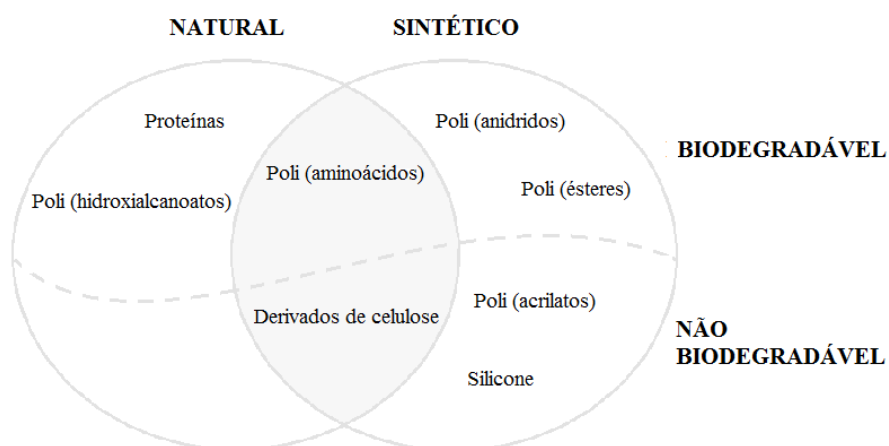 NATURAL
SINTÉTICO
Proteínas
Poli (anidridos)
BIODEGRADÁVEL
Poli (aminoácidos)
Poli (hidroxialcanoatos)
Poli (ésteres)
Derivados de celulose
Poli (acrilatos)
NÃO
BIODEGRADÁVEL
Silicone